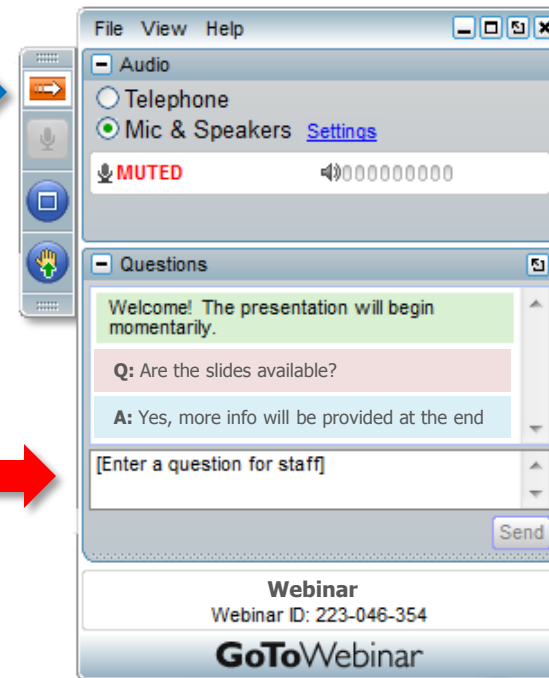 File View Help
Audio
Telephone
Mic & Speakers Settings
MUTED 000000000
Questions
Welcome! The presentation will begin
momentarily.
Q: Are the slides available?
A: Yes, more info will be provided at the end
[Enter a question for staff]
Send
Webinar
Webinar ID: 223-046-354
GoToWebinar